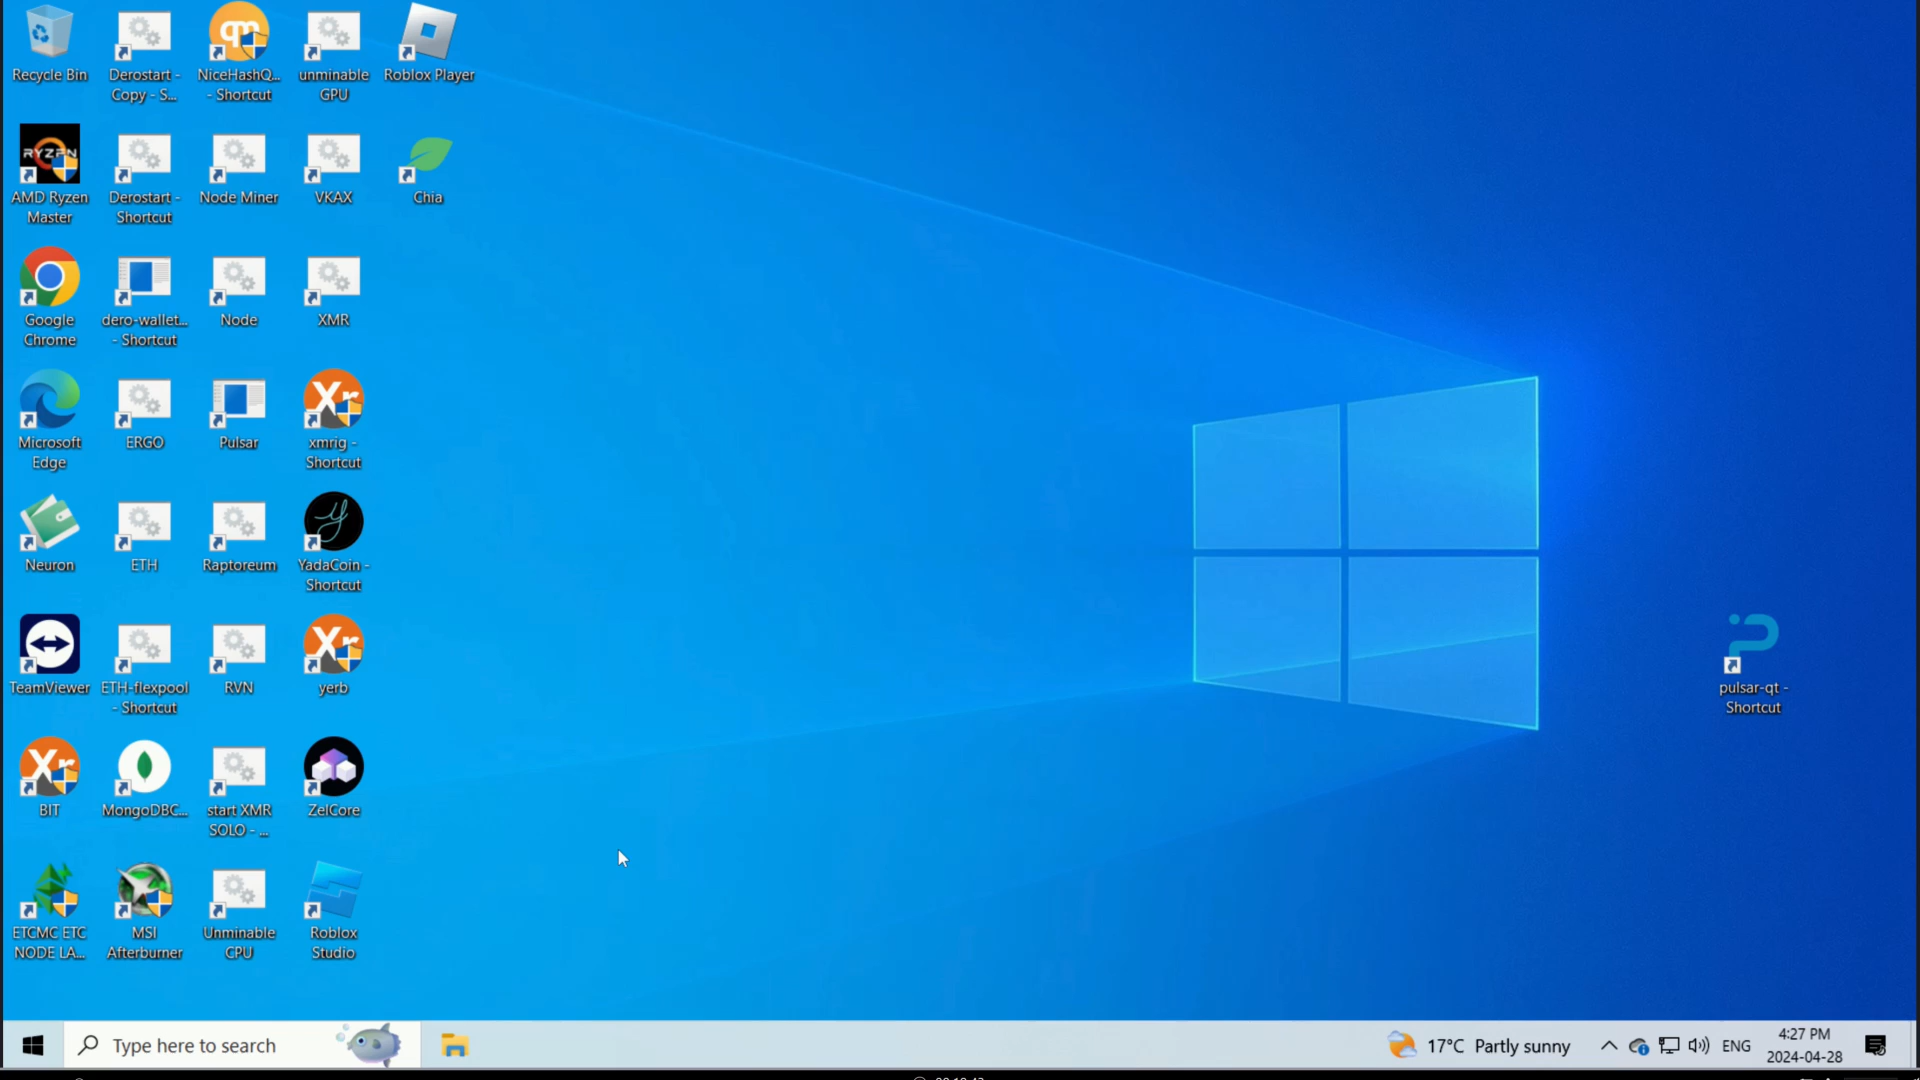 Recycle Bin
Derostart -
Copy - S...
NiceHashQ...
- Shortcut
unminable
GPU
Roblox Player
RYZEN
AMD Ryzen
Master
Derostart -
Shortcut
Node Miner
VKAX
Chia
Google
Chrome
dero-wallet...
- Shortcut
Node
XMR
Microsoft
Edge
ERGO
Pulsar
Xr
xmrig -
Shortcut
Neuron
ETH
Raptoreum
y
YadaCoin -
Shortcut
TeamViewer
ETH-flexpool
- Shortcut
RVN
Xr
yerb
pulsar-qt -
Shortcut
Xr
BIT
MongoDBC...
start XMR
SOLO - ...
ZelCore
ETCMC ETC
NODE LA...
MSI
Afterburner
Unminable
CPU
Roblox
Studio
Type here to search
17°C Partly sunny
ENG
4:27 PM
2024-04-28